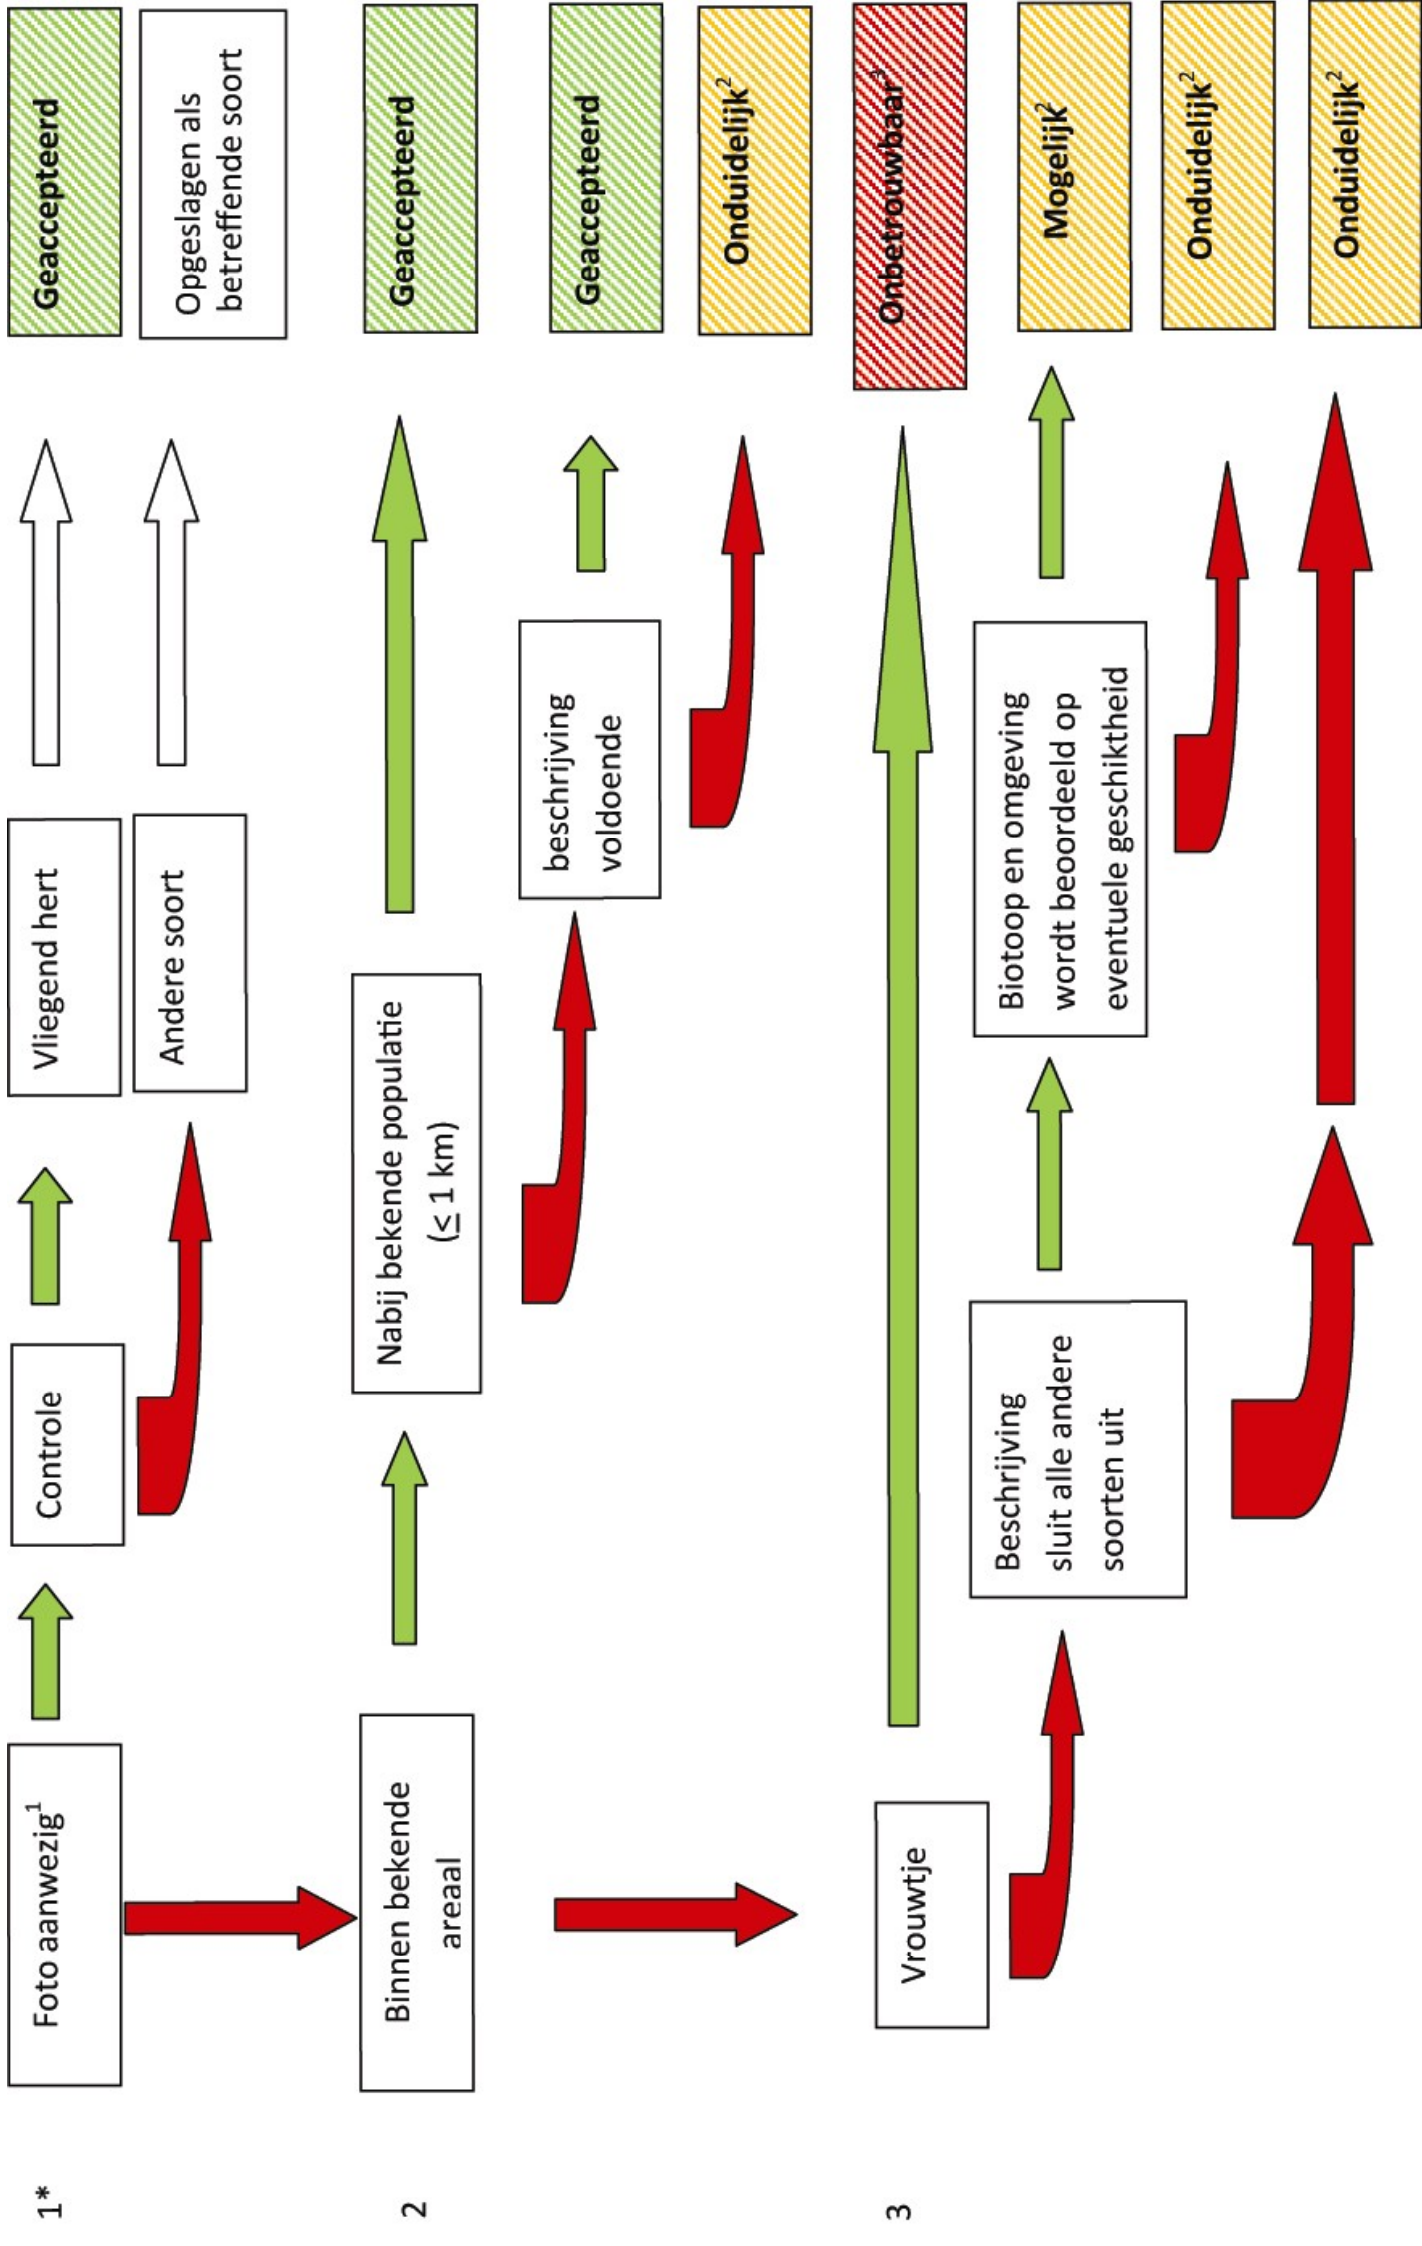 1*
Foto aanwezig¹
Controle
Vliegend hert
Geaccepteerd
Andere soort
Opgeslagen als
betreffende soort
2
Binnen bekende
areaal
Nabij bekende populatie
(≤ 1 km)
Geaccepteerd
beschrijving
voldoende
Geaccepteerd
Onduidelijk²
3
Vrouwtje
Onbetrouwbaar³
Beschrijving
sluit alle andere
soorten uit
Biotoop en omgeving
wordt beoordeeld op
eventuele geschiktheid
Mogelijk²
Onduidelijk²
Onduidelijk²